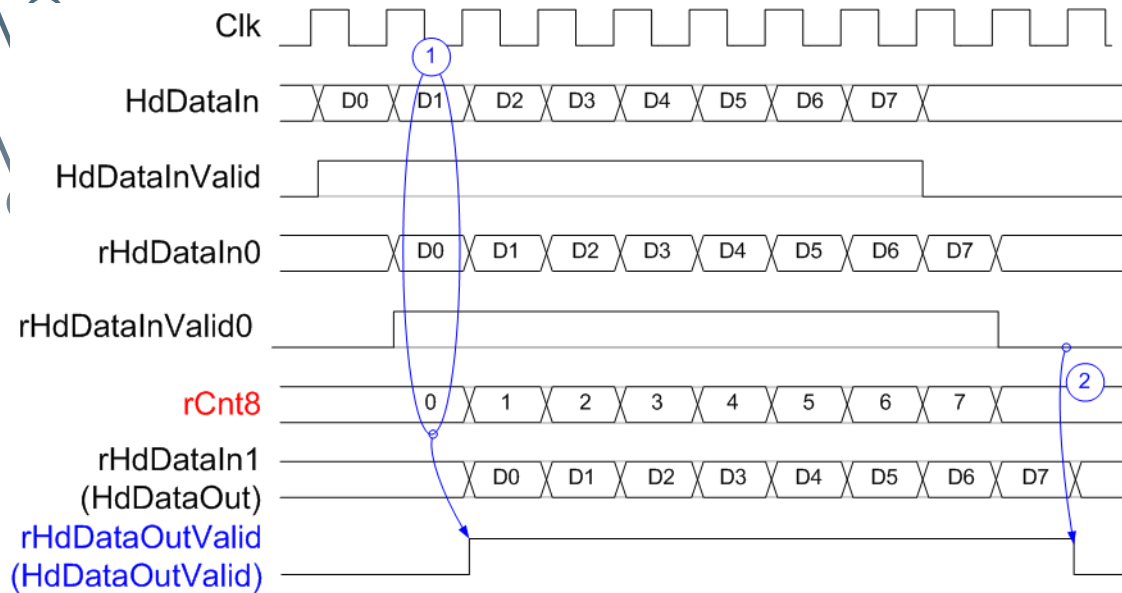 Clk
1
HdDataIn D0 D1 D2 D3 D4 D5 D6 D7
HdDataInValid
rHdDataIn0 D0 D1 D2 D3 D4 D5 D6 D7
rHdDataInValid0
2
rCnt8 0 1 2 3 4 5 6 7
rHdDataIn1
(HdDataOut) D0 D1 D2 D3 D4 D5 D6 D7
rHdDataOutValid
(HdDataOutValid)